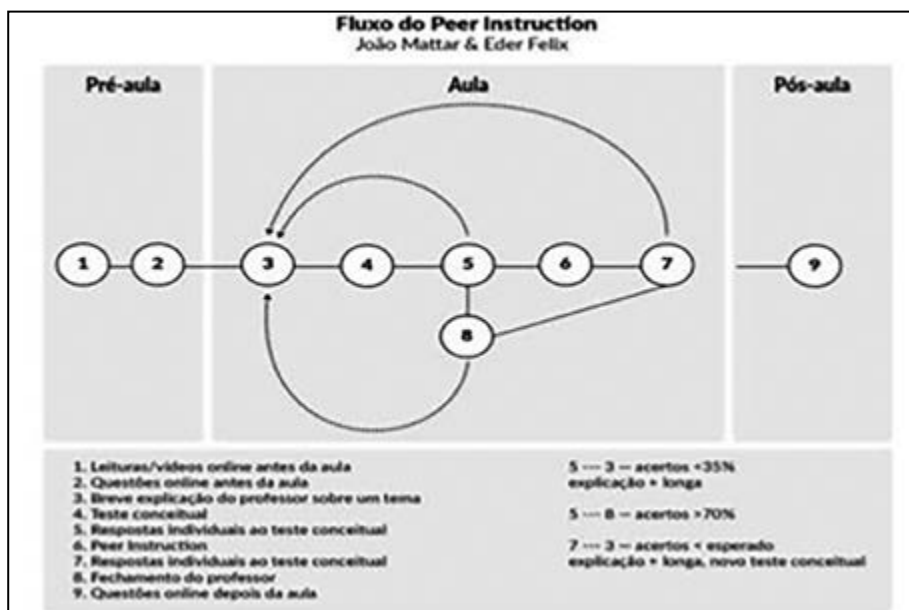 Fluxo do Peer Instruction
João Mattar & Eder Felix
Pré-aula
Aula
Pós-aula
1
2
3
4
5
6
7
8
9
1. Leituras/vídeos online antes da aula
2. Questões online antes da aula
3. Breve explicação do professor sobre um tema
4. Teste conceitual
5. Respostas individuais ao teste conceitual
6. Peer Instruction
7. Respostas individuais ao teste conceitual
8. Fechamento do professor
9. Questões online depois da aula
5 --- 3 — acertos <35%
explicação + longa
5 --- 8 — acertos >70%
7 --- 3 — acertos < esperado
explicação + longa, novo teste conceitual